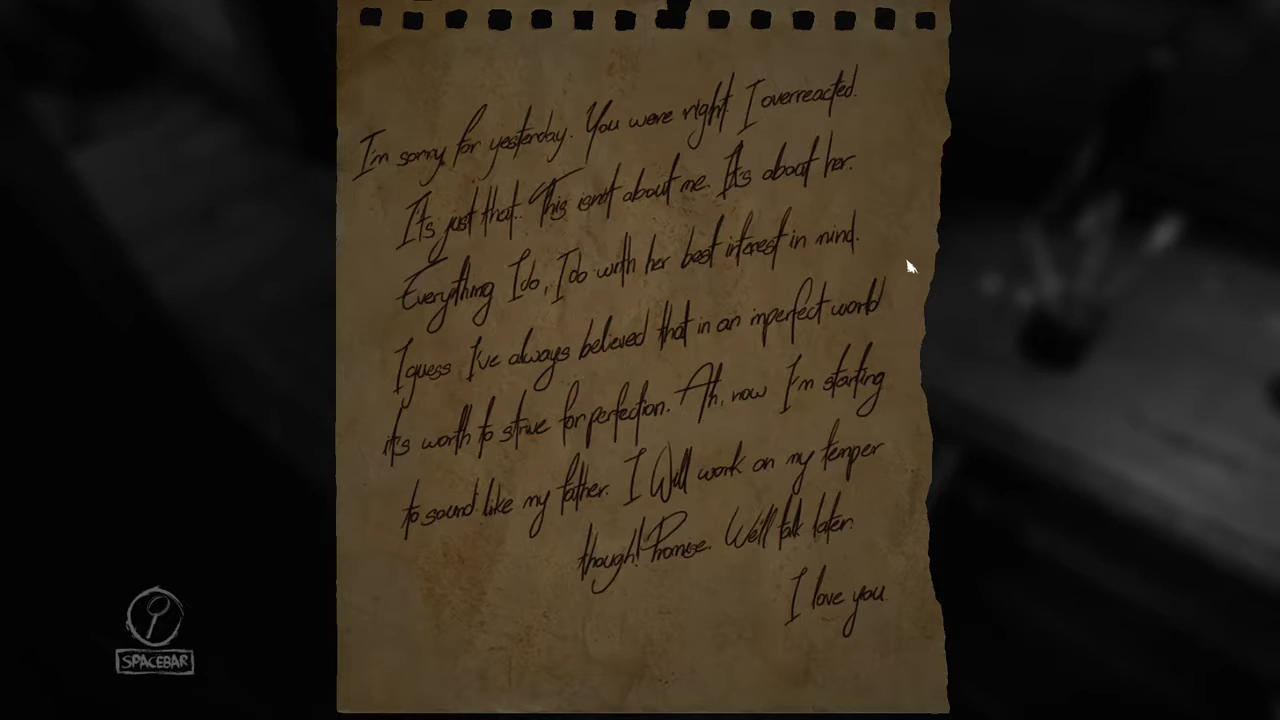 I'm sorry for yesterday. You were right I overreacted.
It's just that.. This isn't about me. It's about her.
Everything I do, I do with her best interest in mind.
I guess I've always believed that in an imperfect world
it's worth to strive for perfection. Ah, now I'm starting
to sound like my father. I Will work on my temper
though! Promise. We'll talk later.
I love you.
SPACEBAR